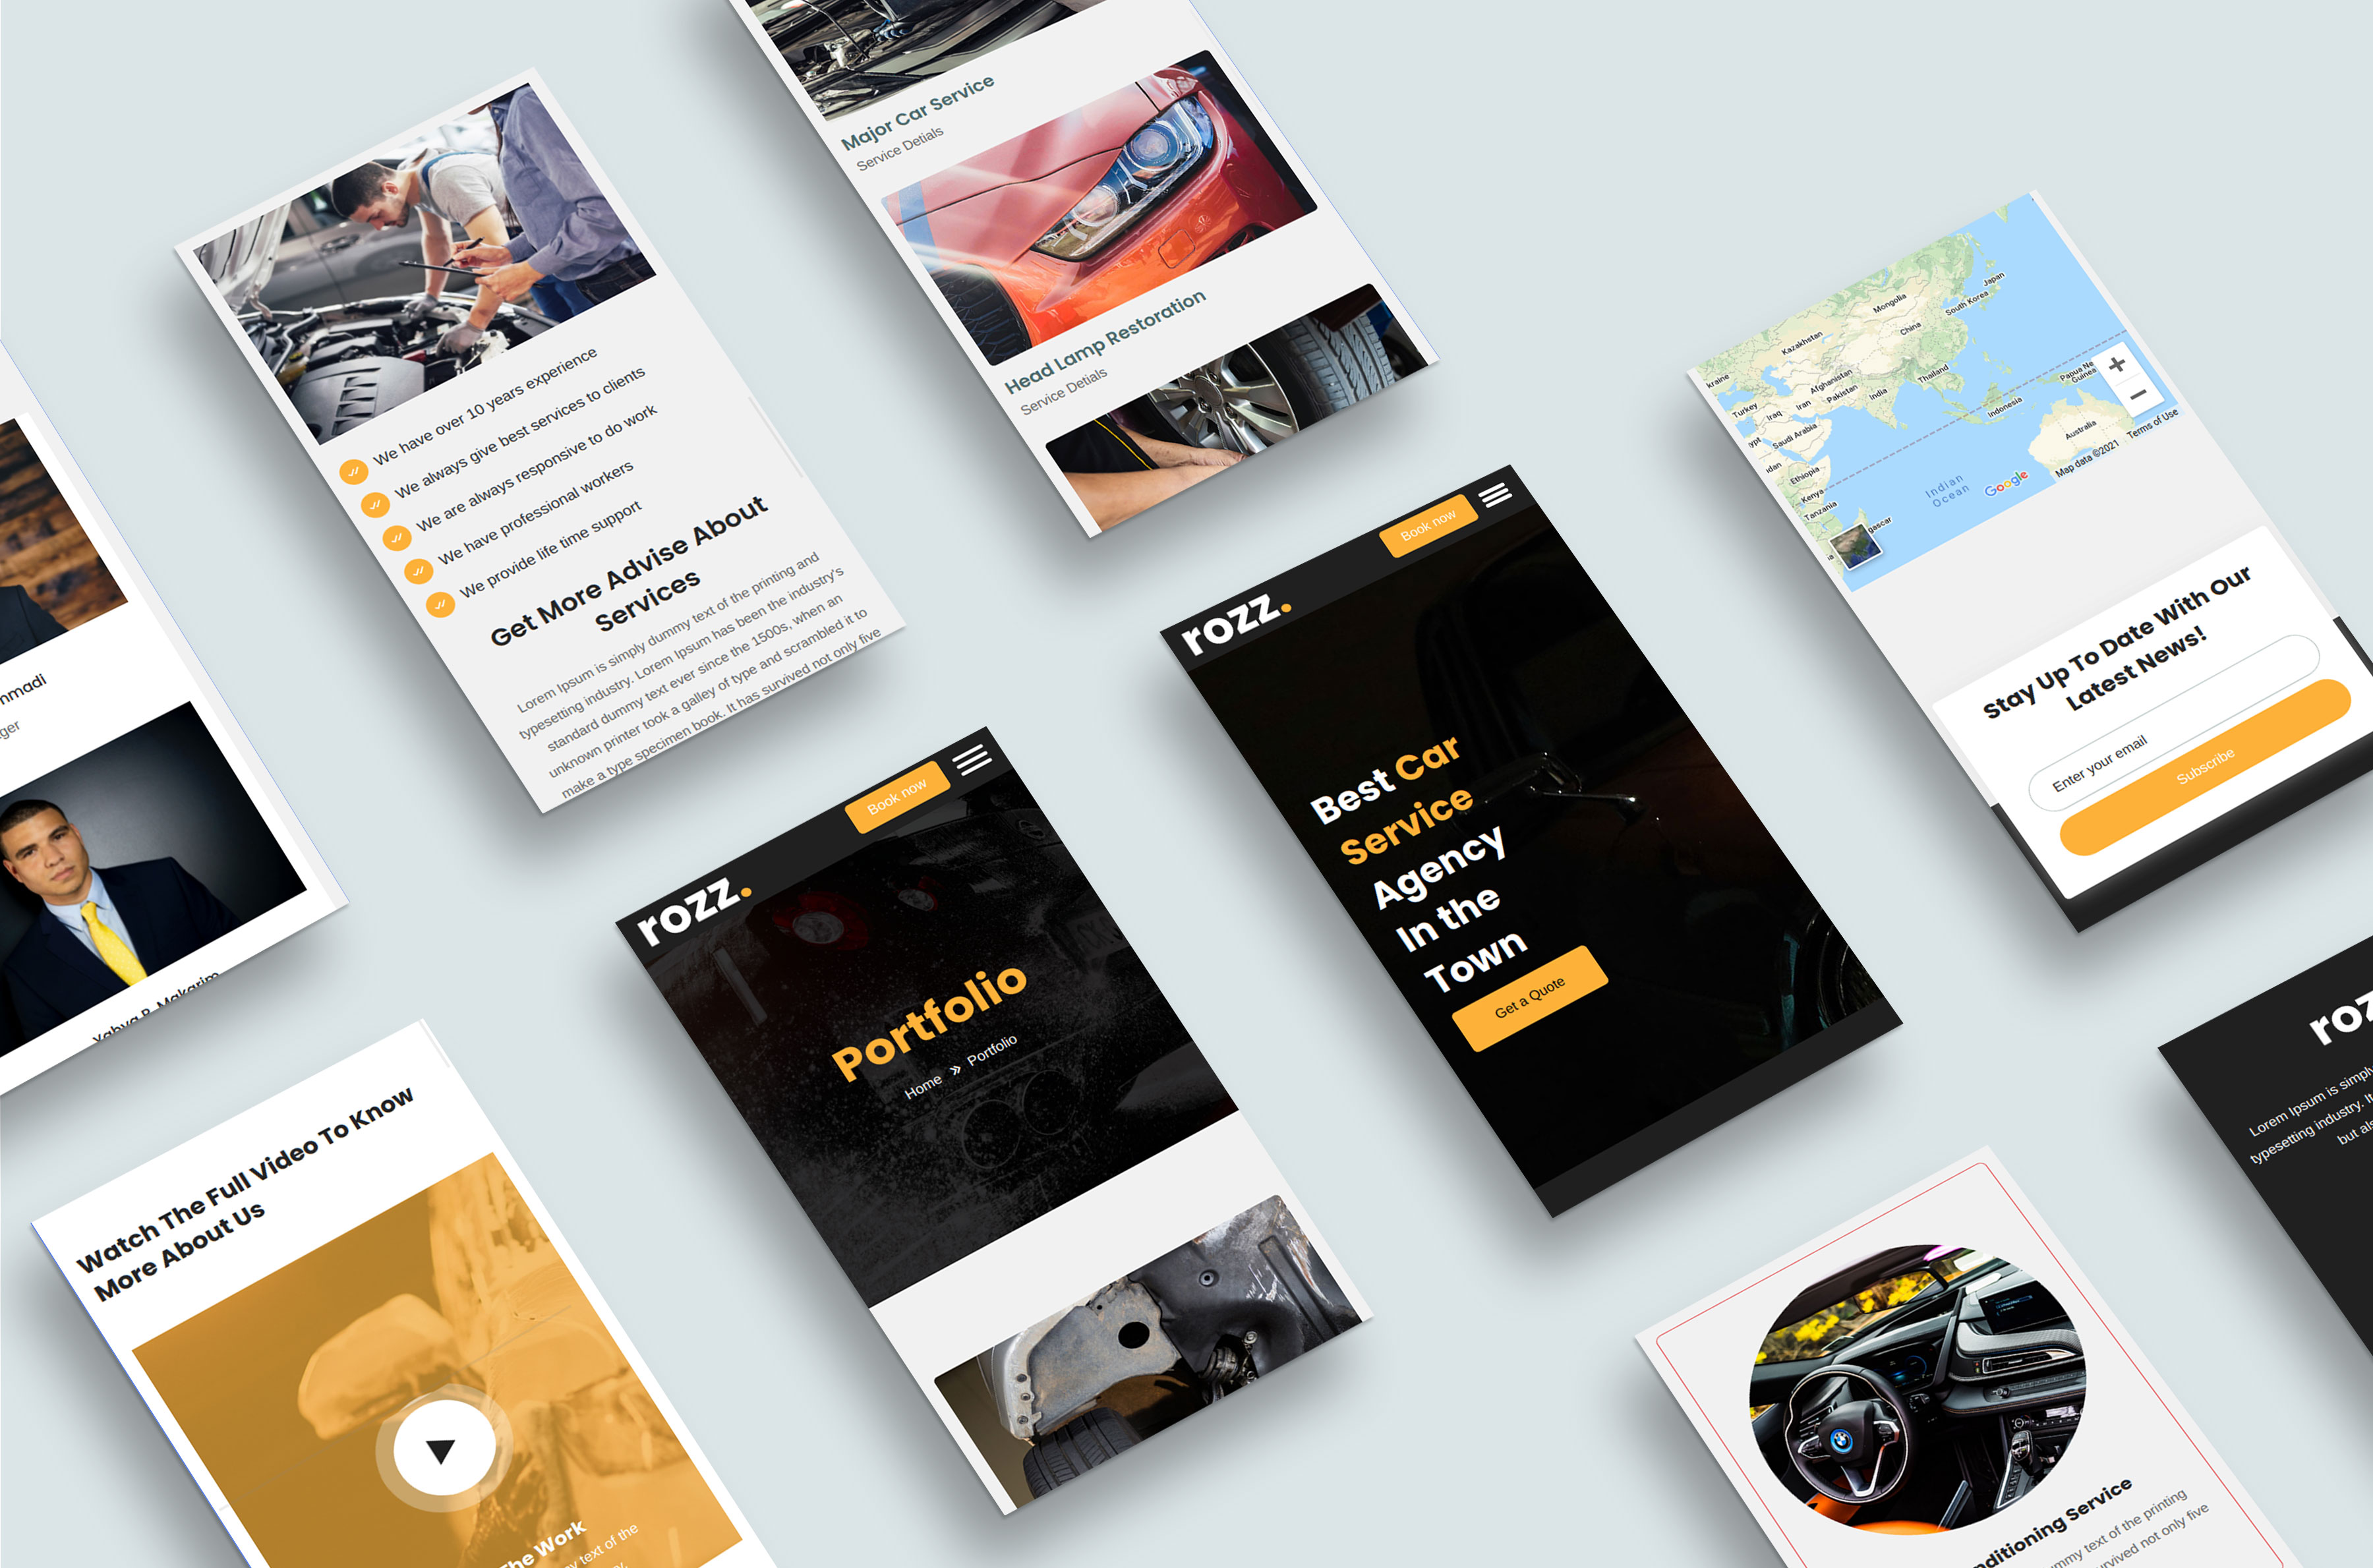 Major Car Service
Service Detials
Head Lamp Restoration
Service Detials
We have over 10 years experience
We always give best services to clients
We are always responsive to do work
We have professional workers
We provide life time support
Get More Advise About
Services
Lorem Ipsum is simply dummy text of the printing and
typesetting industry. Lorem Ipsum has been the industry's
standard dummy text ever since the 1500s, when an
unknown printer took a galley of type and scrambled it to
make a type specimen book. It has survived not only five
Yahya R. Makarim
Watch The Full Video To Know
More About Us
The Work
text of the
rozz.
Book now
Portfolio
Home » Portfolio
rozz.
Book now
Best Car
Service
Agency
In the
Town
Get a Quote
Japan
South Korea
Mongolia
China
Kazakhstan
Afghanistan
Pakistan
Iran
Iraq
Turkey
Saudi Arabia
India
Thailand
Indonesia
Papua Ne
Guinea
Australia
Ethiopia
Kenya
Tanzania
gascar
Indian
Ocean
Google
Map data ©2021
Terms of Use
Stay Up To Date With Our
Latest News!
Enter your email
Subscribe
Lorem Ipsum is simply
typesetting industry. It
but als
nditioning Service
ummy text of the printing
urvived not only five